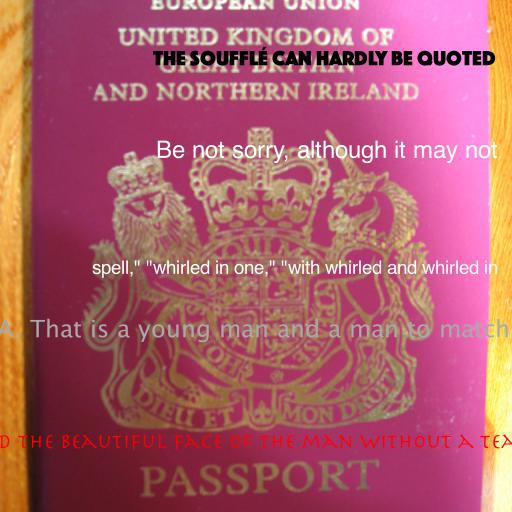 EUROPEAN UNION
UNITED KINGDOM OF
THE SOUFFLÉ CAN HARDLY BE QUOTED
GREAT BRITAIN
AND NORTHERN IRELAND
Be not sorry, although it may not
spell," "whirled in one," "with whirled and whirled in
A. That is a young man and a man to match
DIEU ET MON DROIT
D THE BEAUTIFUL FACE OF THE MAN WITHOUT A TEA
PASSPORT